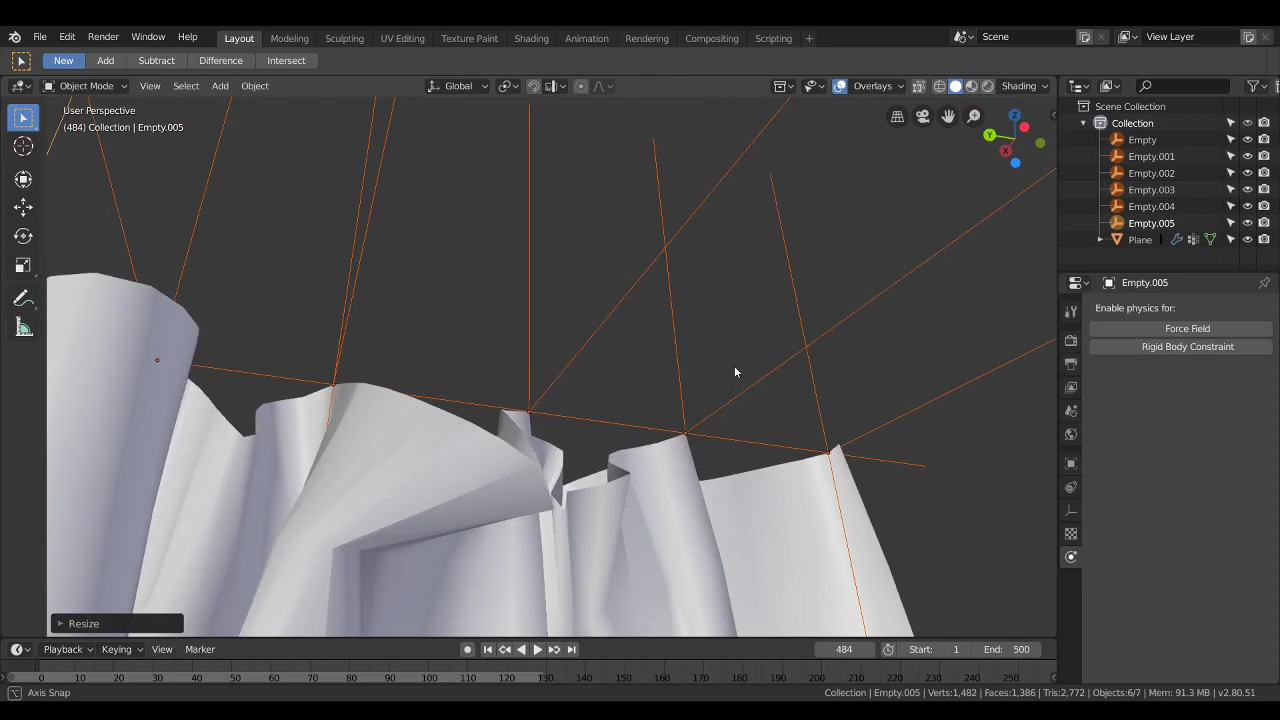 File Edit Render Window Help Layout Modeling Sculpting UV Editing Texture Paint Shading Animation Rendering Compositing Scripting + Scene View Layer
New Add Subtract Difference Intersect
Object Mode View Select Add Object Global Overlays Shading
User Perspective
(484) Collection | Empty.005
Z
Y
X
Scene Collection
Collection
Empty
Empty.001
Empty.002
Empty.003
Empty.004
Empty.005
Plane
Empty.005
Enable physics for:
Force Field
Rigid Body Constraint
Resize
Playback Keying View Marker 484 Start: 1 End: 500
0 10 20 30 40 50 60 70 80 90 100 110 120 130 140 150 160 170 180 190 200 210 220 230 240 250
Axis Snap Collection | Empty.005 | Verts:1,482 | Faces:1,386 | Tris:2,772 | Objects:6/7 | Mem: 91.3 MB | v2.80.51